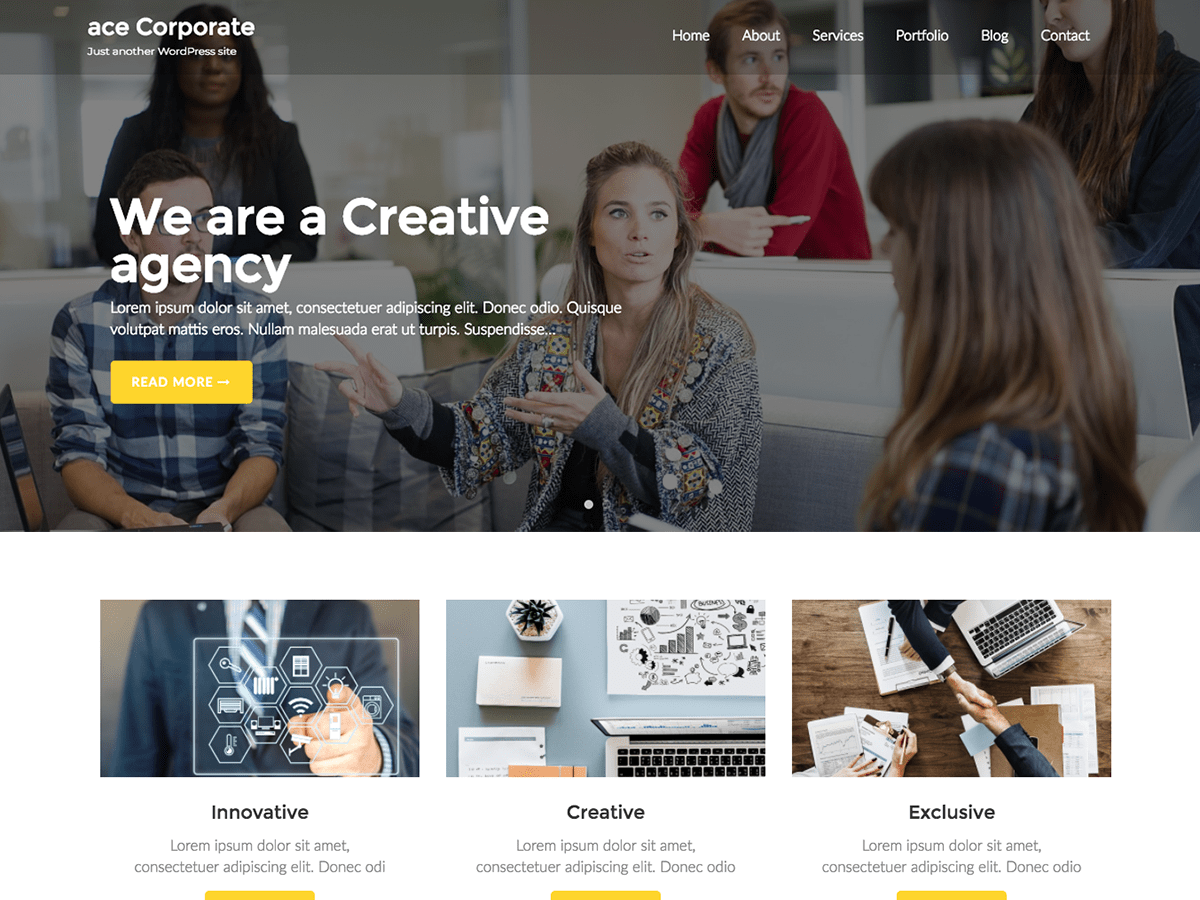 ace Corporate
Just another WordPress site
Home About Services Portfolio Blog Contact
We are a Creative
agency
Lorem ipsum dolor sit amet, consectetuer adipiscing elit. Donec odio. Quisque
volutpat mattis eros. Nullam malesuada erat ut turpis. Suspendisse...
READ MORE →
BUSINESS
Innovative
Creative
Exclusive
Lorem ipsum dolor sit amet,
consectetuer adipiscing elit. Donec odi
Lorem ipsum dolor sit amet,
consectetuer adipiscing elit. Donec odio
Lorem ipsum dolor sit amet,
consectetuer adipiscing elit. Donec odio